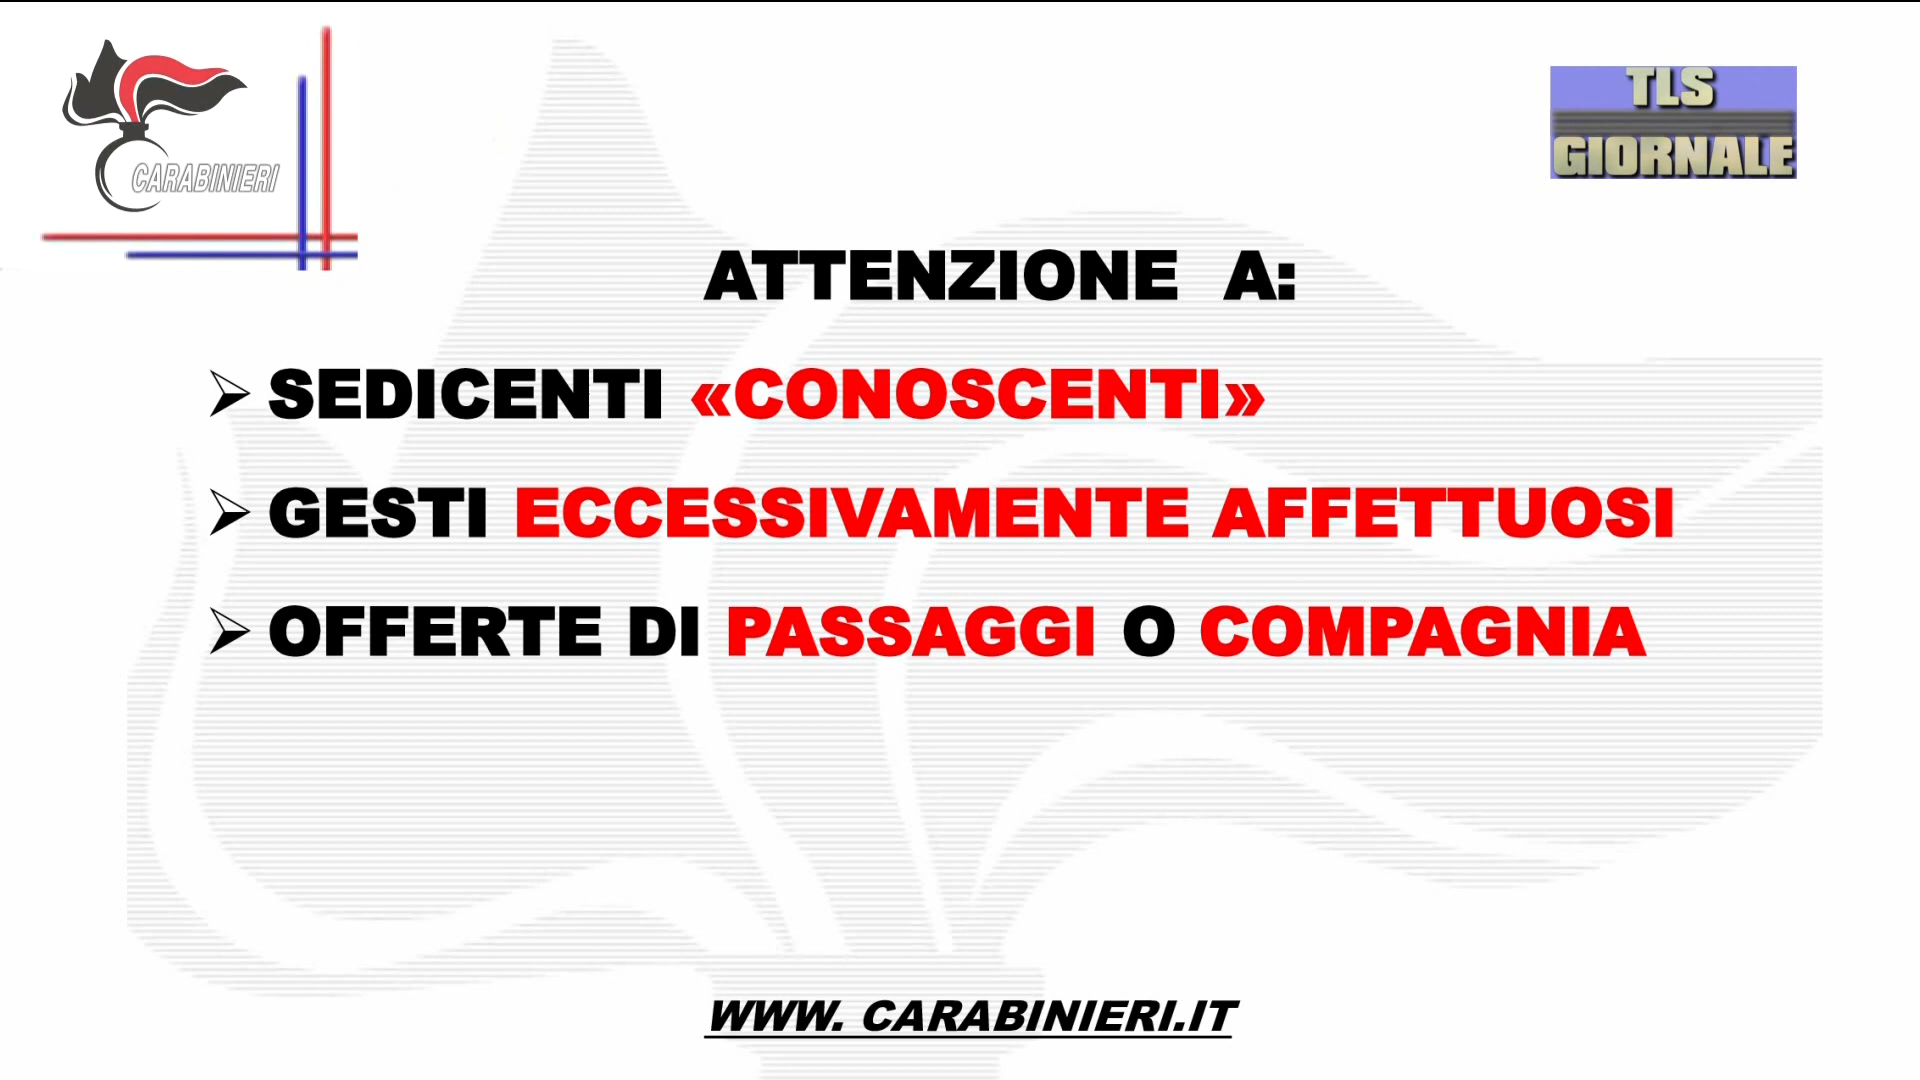 CARABINIERI
TLS
GIORNALE
ATTENZIONE A:
SEDICENTI «CONOSCENTI»
GESTI ECCESSIVAMENTE AFFETTUOSI
OFFERTE DI PASSAGGI O COMPAGNIA
WWW. CARABINIERI.IT